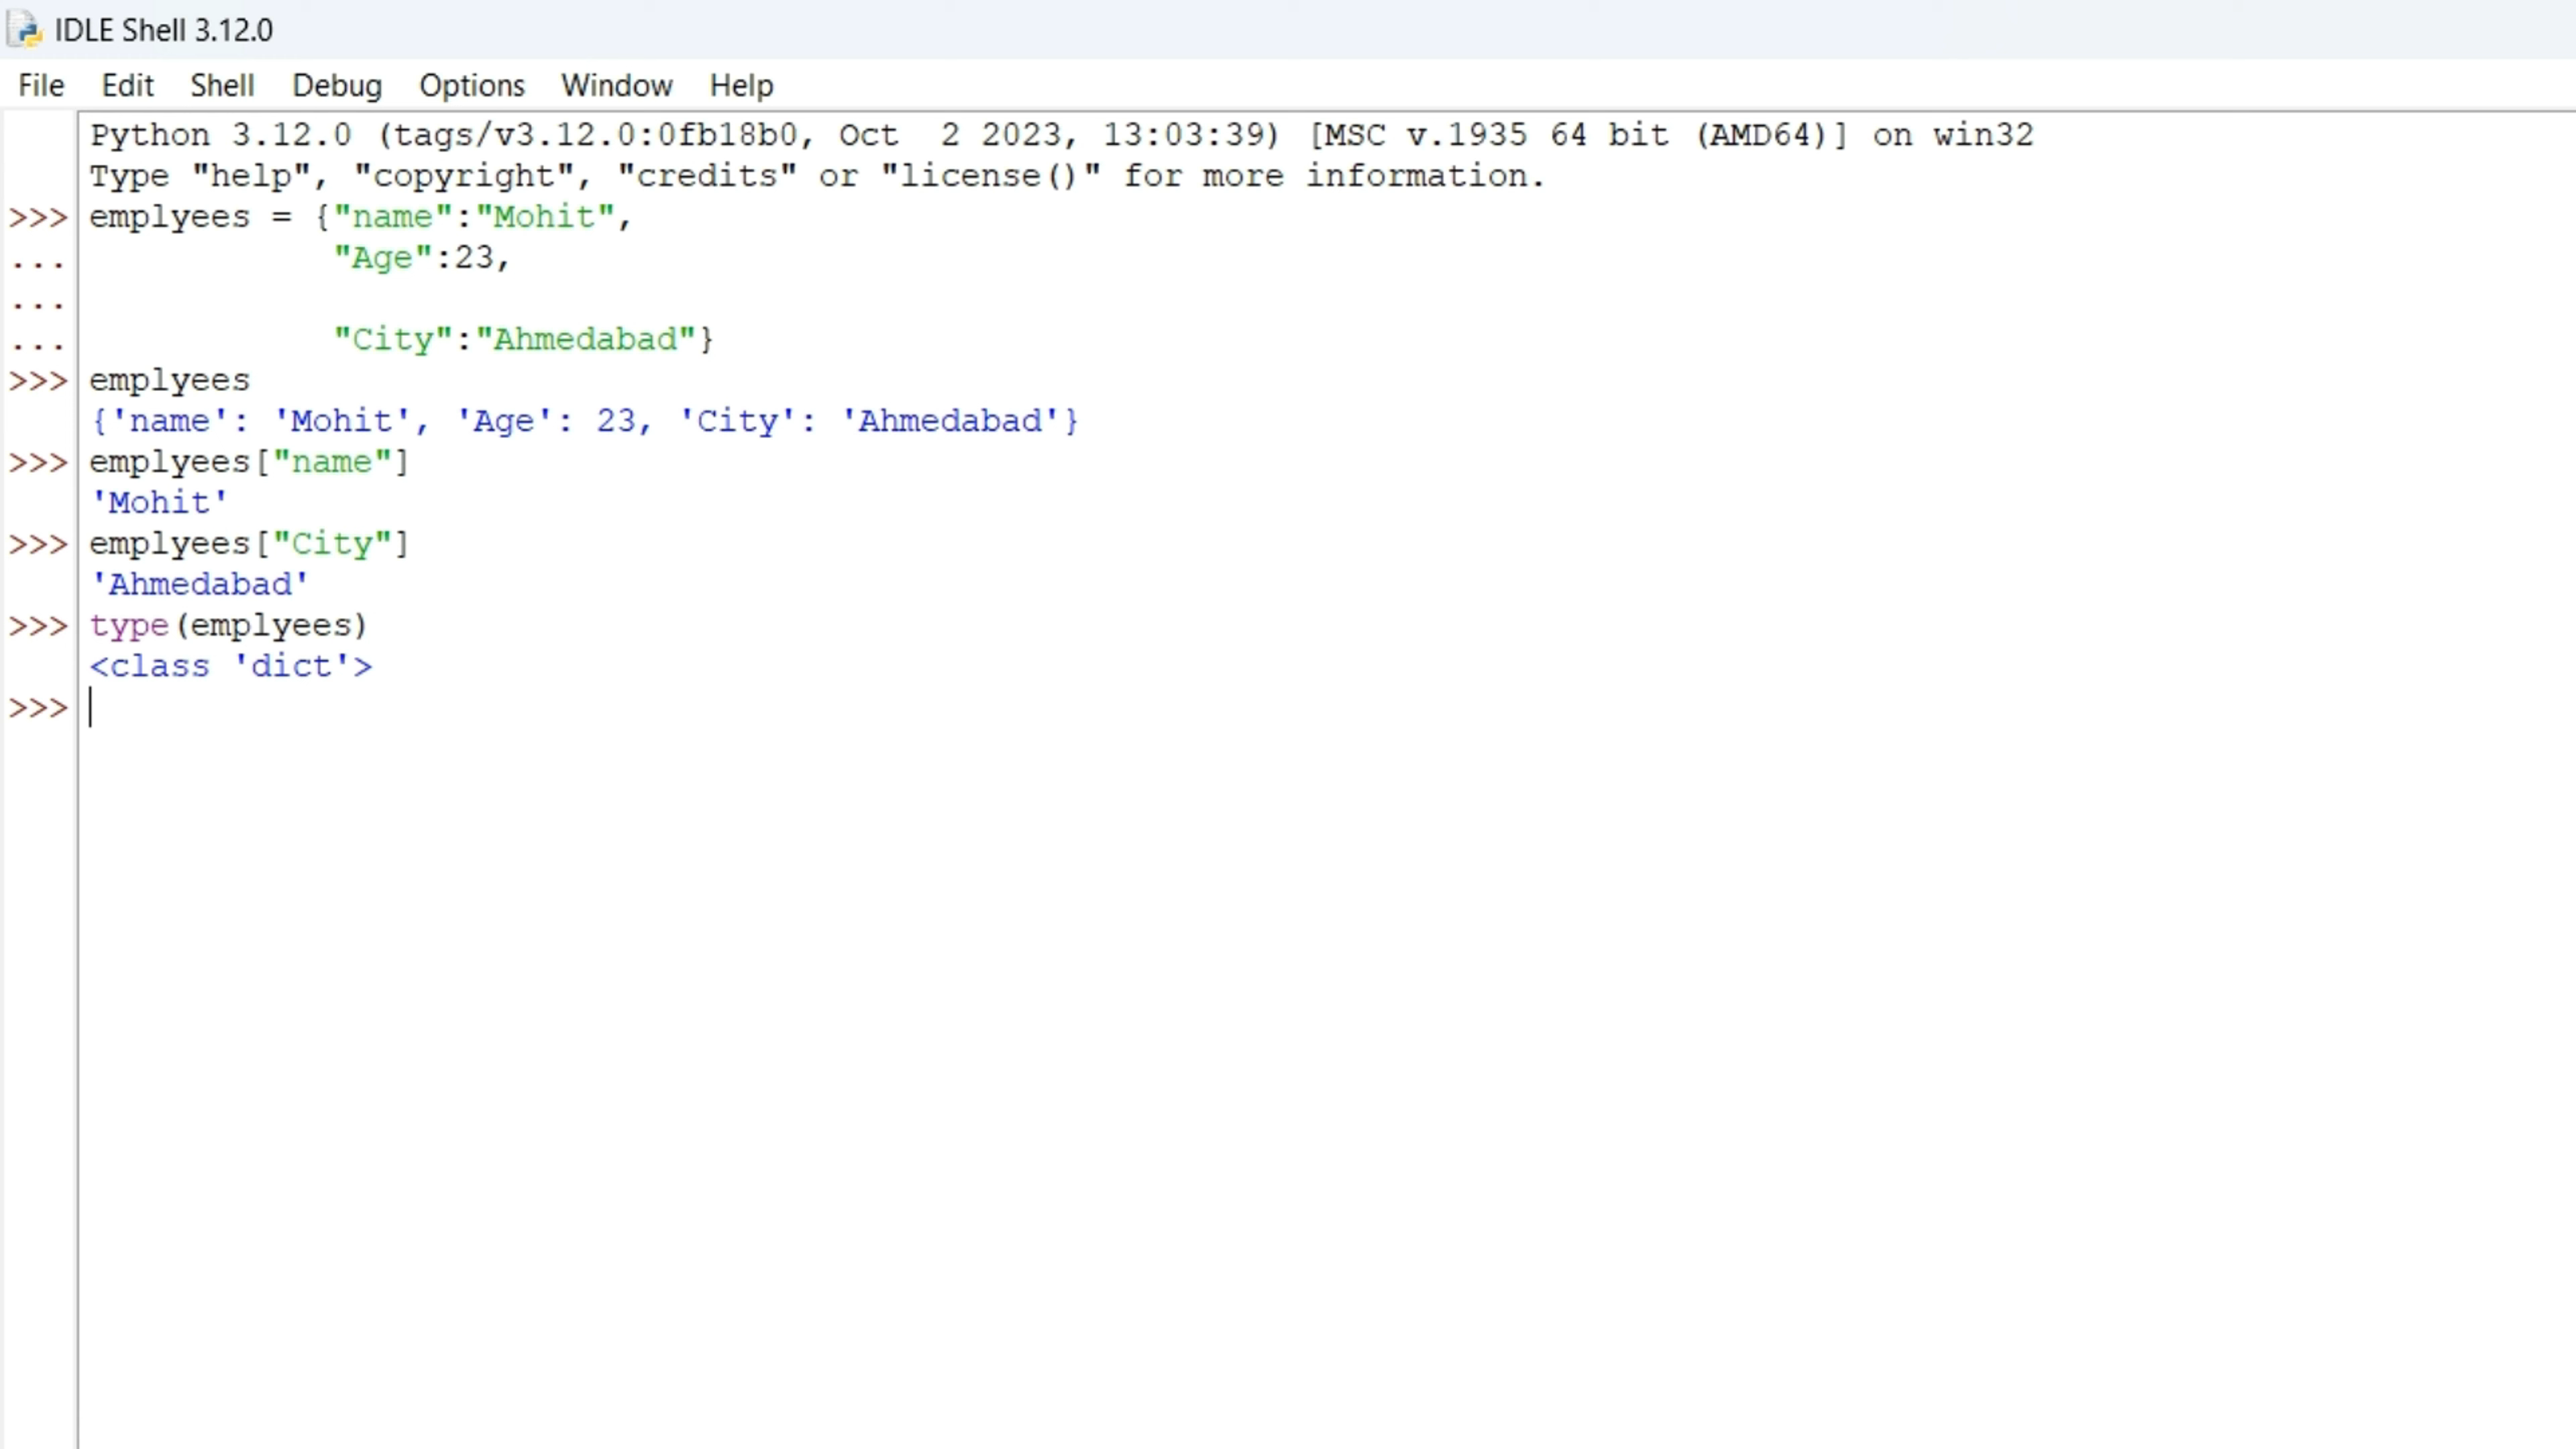 IDLE Shell 3.12.0
File Edit Shell Debug Options Window Help
Python 3.12.0 (tags/v3.12.0:0fb18b0, Oct  2 2023, 13:03:39) [MSC v.1935 64 bit (AMD64)] on win32
Type "help", "copyright", "credits" or "license()" for more information.
>>> emplyees = {"name":"Mohit",
...             "Age":23,
...
...             "City":"Ahmedabad"}
>>> emplyees
{'name': 'Mohit', 'Age': 23, 'City': 'Ahmedabad'}
>>> emplyees["name"]
'Mohit'
>>> emplyees["City"]
'Ahmedabad'
>>> type(emplyees)
<class 'dict'>
>>>